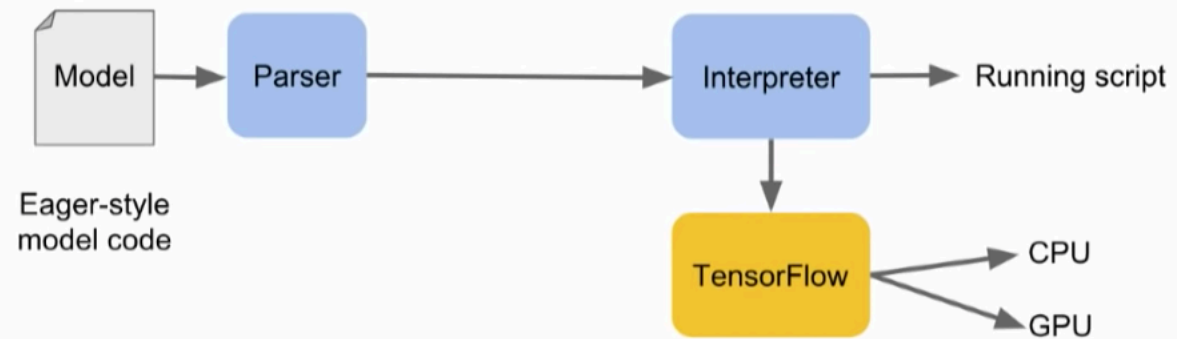 Model
Parser
Interpreter
Running script
Eager-style
model code
TensorFlow
CPU
GPU